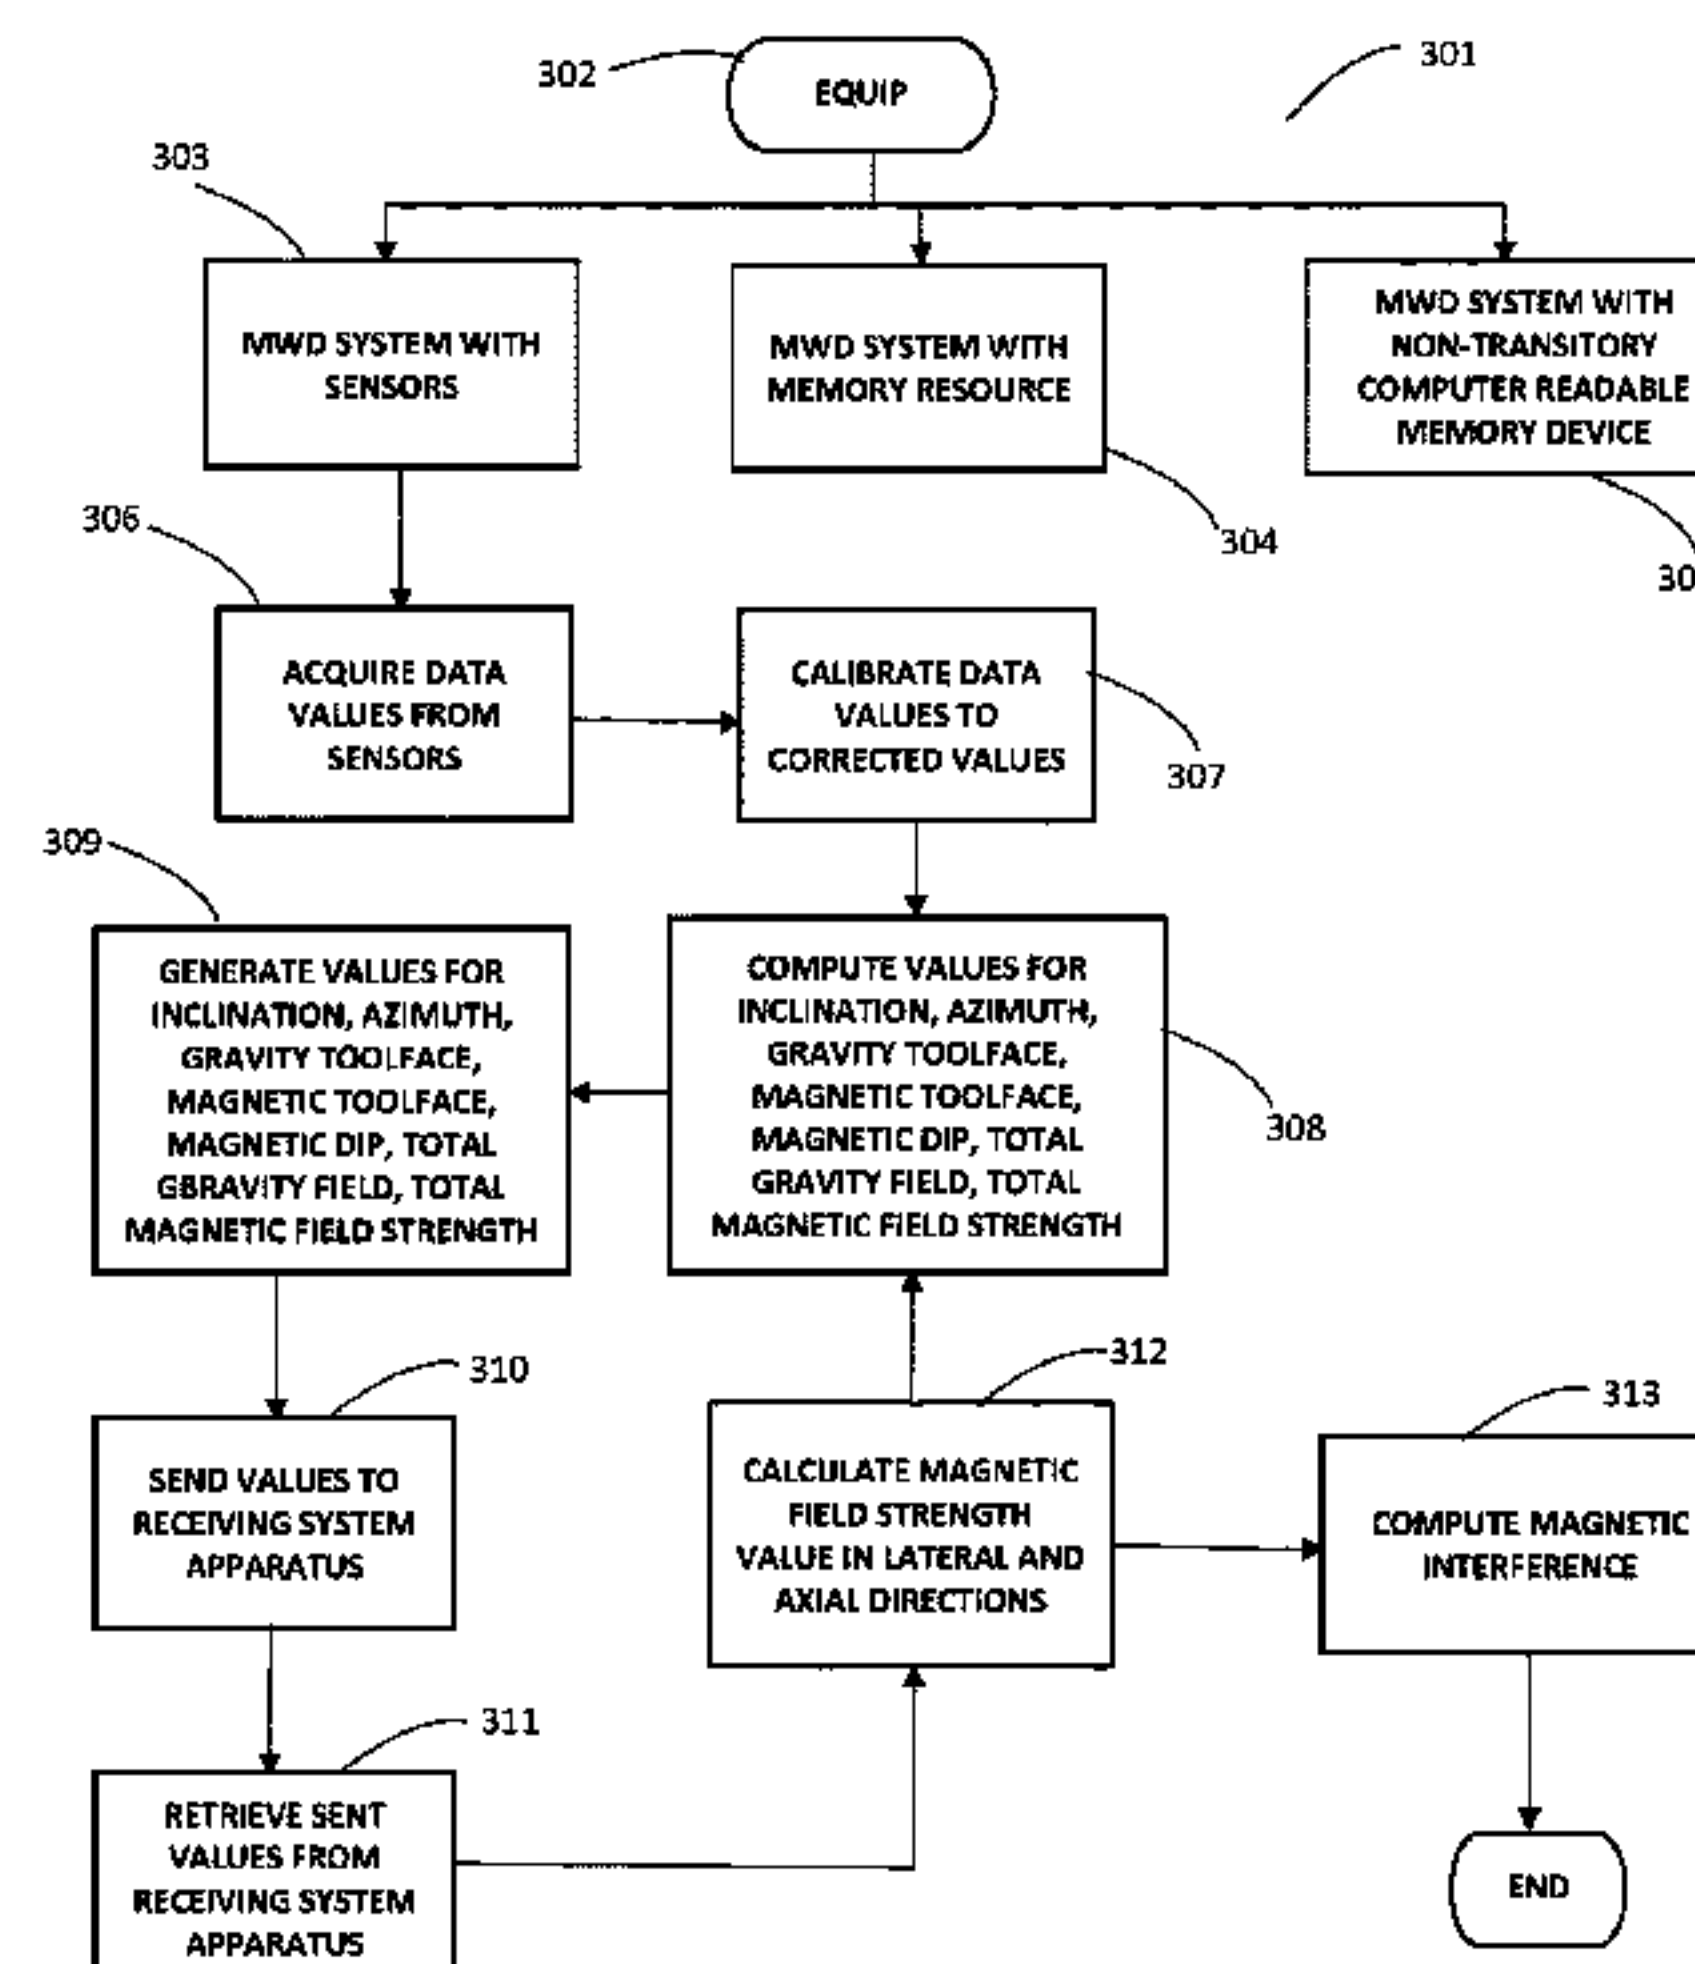 302
EQUIP
301
303
MWD SYSTEM WITH
SENSORS
MWD SYSTEM WITH
MEMORY RESOURCE
304
MWD SYSTEM WITH
NON-TRANSITORY
COMPUTER READABLE
MEMORY DEVICE
306
ACQUIRE DATA
VALUES FROM
SENSORS
CALIBRATE DATA
VALUES TO
CORRECTED VALUES
307
309
GENERATE VALUES FOR
INCLINATION, AZIMUTH,
GRAVITY TOOLFACE,
MAGNETIC TOOLFACE,
MAGNETIC DIP, TOTAL
GBRAVITY FIELD, TOTAL
MAGNETIC FIELD STRENGTH
COMPUTE VALUES FOR
INCLINATION, AZIMUTH,
GRAVITY TOOLFACE,
MAGNETIC TOOLFACE,
MAGNETIC DIP, TOTAL
GRAVITY FIELD, TOTAL
MAGNETIC FIELD STRENGTH
308
310
SEND VALUES TO
RECEIVING SYSTEM
APPARATUS
312
CALCULATE MAGNETIC
FIELD STRENGTH
VALUE IN LATERAL AND
AXIAL DIRECTIONS
313
COMPUTE MAGNETIC
INTERFERENCE
311
RETRIEVE SENT
VALUES FROM
RECEIVING SYSTEM
APPARATUS
END